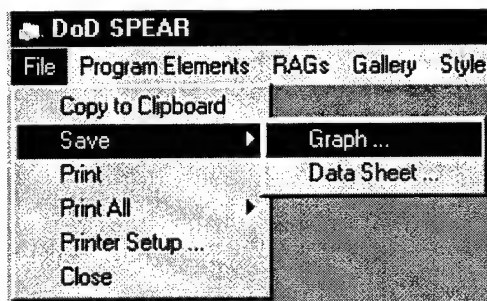 DoD SPEAR
File Program Elements RAGs Gallery Style
Copy to Clipboard
Save Graph ...
Print Data Sheet ...
Print All
Printer Setup ...
Close